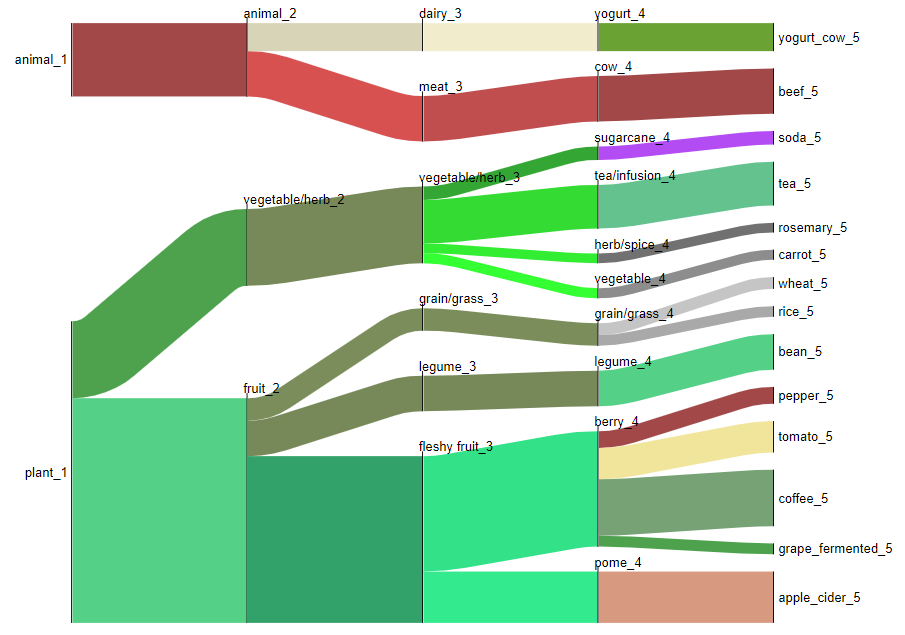 animal_1
plant_1
animal_2
vegetable/herb_2
fruit_2
dairy_3
meat_3
vegetable/herb_3
grain/grass_3
legume_3
fleshy fruit_3
yogurt_4
cow_4
sugarcane_4
tea/infusion_4
herb/spice_4
vegetable_4
grain/grass_4
legume_4
berry_4
pome_4
yogurt_cow_5
beef_5
soda_5
tea_5
rosemary_5
carrot_5
wheat_5
rice_5
bean_5
pepper_5
tomato_5
coffee_5
grape_fermented_5
apple_cider_5